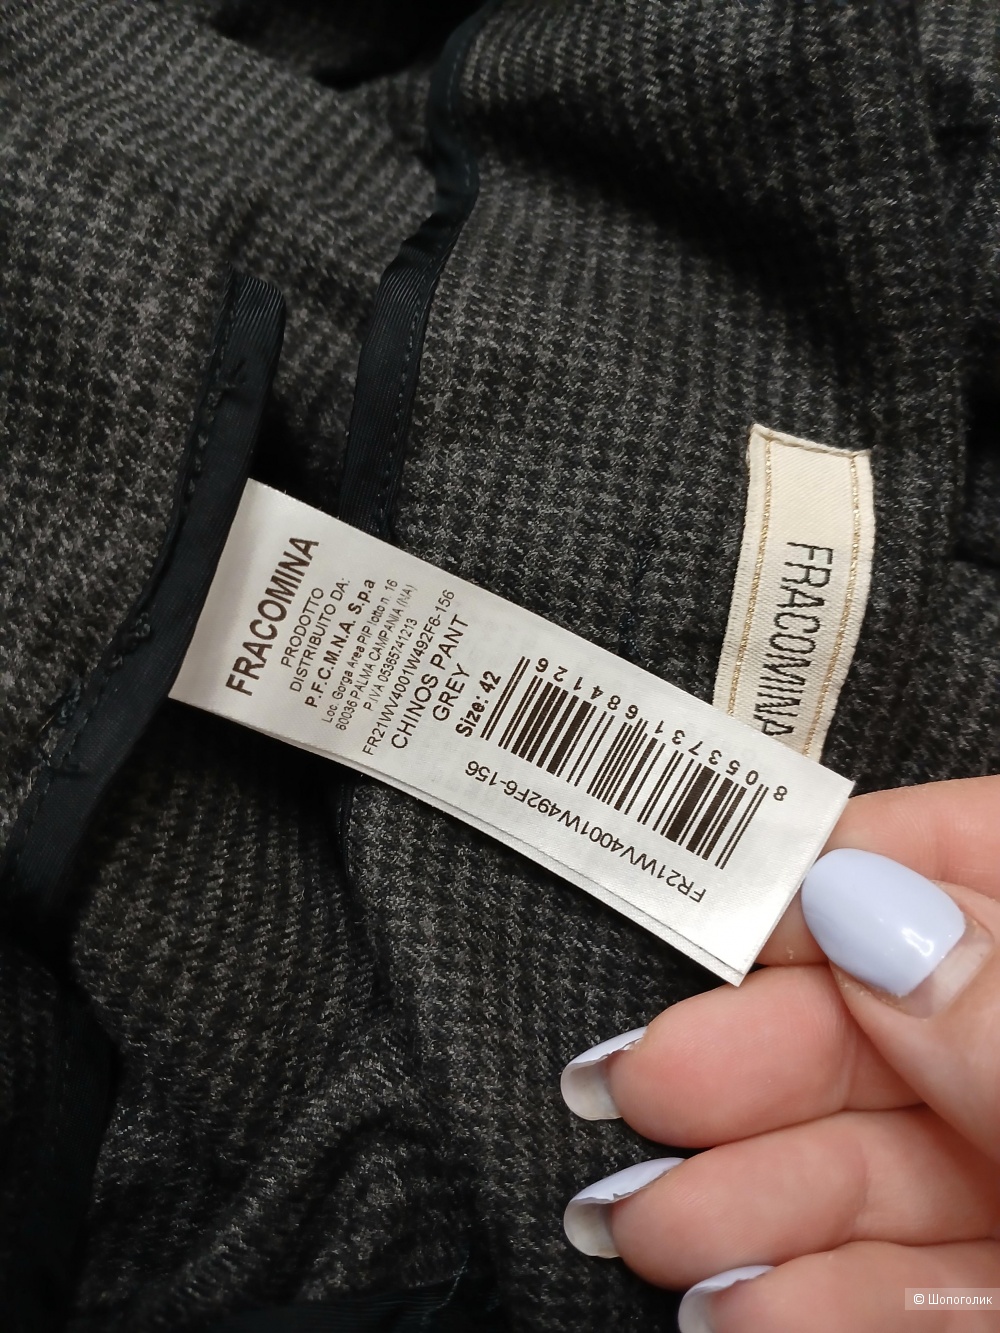 FRACOMINA
PRODOTTO
DISTRIBUITO DA:
P.F.C.M.N.A. S.p.a
Loc. Gorga Area PIP lotto n. 16
80036 PALMA CAMPANIA (NA)
P.IVA 05365741213
FR21WV4001W492F6-156
CHINOS PANT
GREY
Size: 42
8 053731 684126
FR21WV4001W492F6-156
FRACOMINA
© Шопоголик